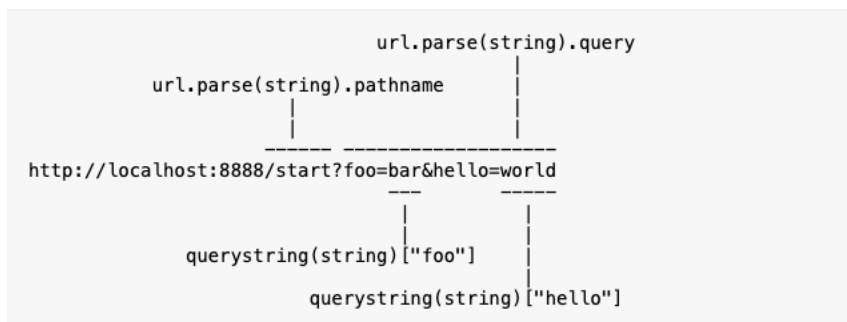 url.parse(string).query
url.parse(string).pathname
http://localhost:8888/start?foo=bar&hello=world
querystring(string)["foo"]
querystring(string)["hello"]